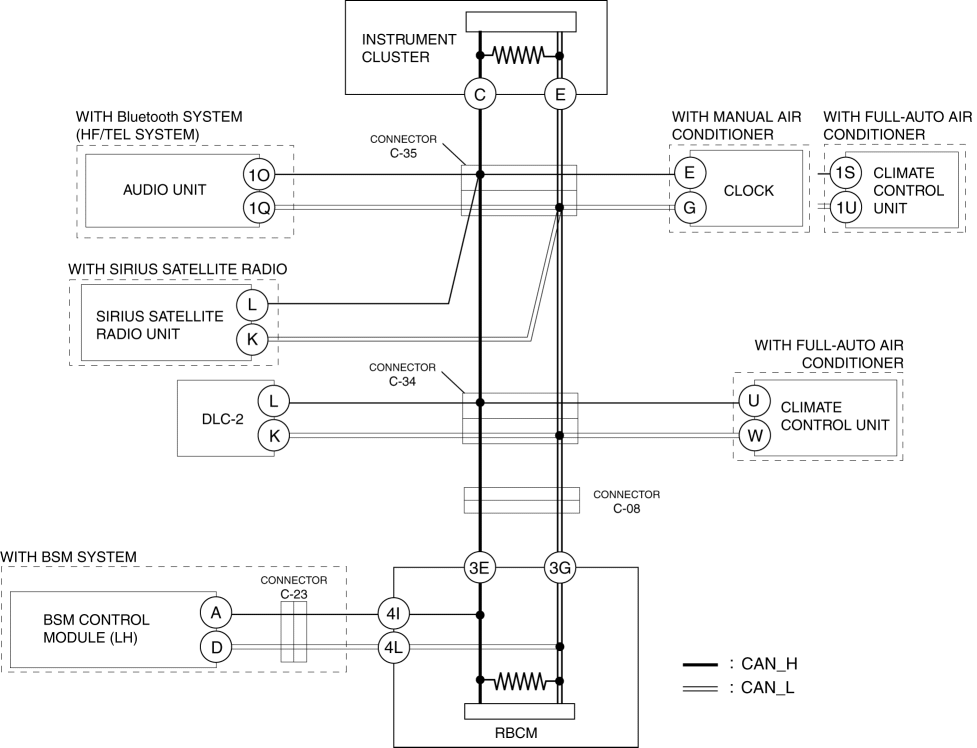 INSTRUMENT
CLUSTER
C
E
WITH Bluetooth SYSTEM
(HF/TEL SYSTEM)
AUDIO UNIT
1O
1Q
CONNECTOR
C-35
WITH MANUAL AIR
CONDITIONER
E
G
CLOCK
WITH FULL-AUTO AIR
CONDITIONER
1S
1U
CLIMATE
CONTROL
UNIT
WITH SIRIUS SATELLITE RADIO
SIRIUS SATELLITE
RADIO UNIT
L
K
CONNECTOR
C-34
WITH FULL-AUTO AIR
CONDITIONER
DLC-2
L
K
U
W
CLIMATE
CONTROL UNIT
CONNECTOR
C-08
WITH BSM SYSTEM
BSM CONTROL
MODULE (LH)
A
D
CONNECTOR
C-23
3E
3G
4I
4L
RBCM
: CAN_H
: CAN_L